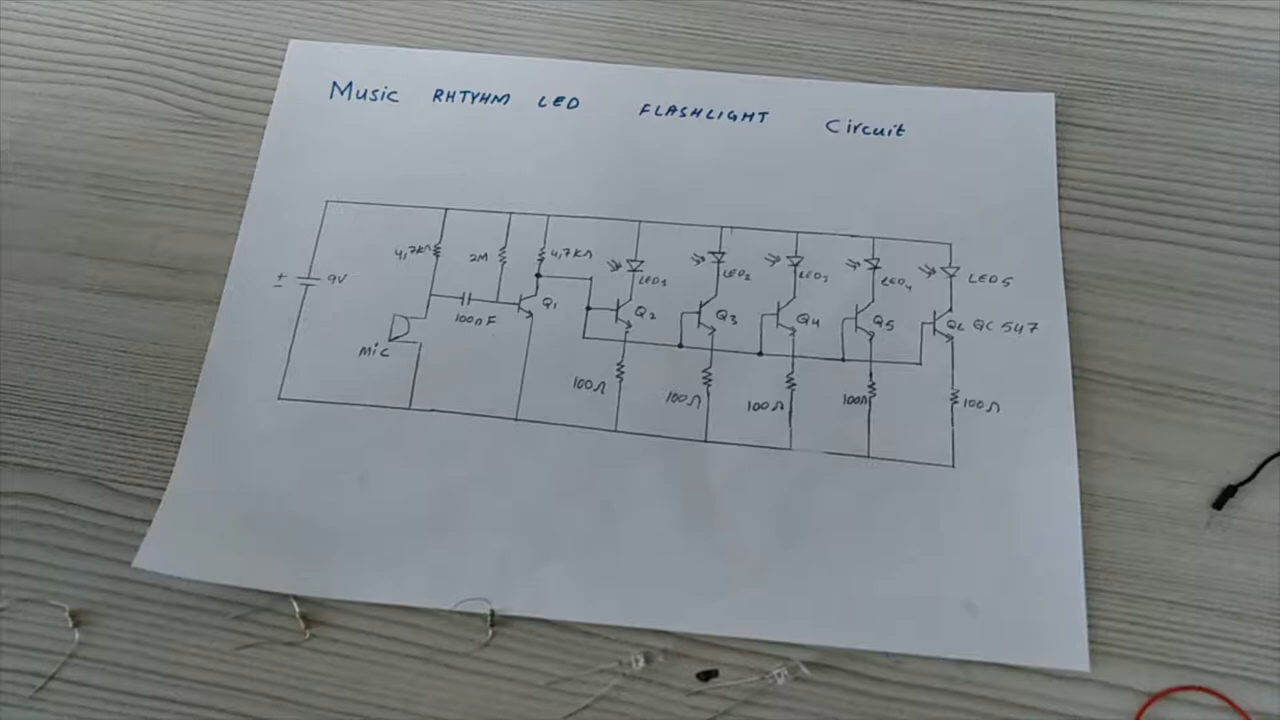 Music RHTYHM LED FLASHLIGHT Circuit
4,7kΩ
2M
4,7kΩ
± 9V
100nF
Mic
Q1
LED1
Q2
LED2
Q3
LED3
Q4
LED4
Q5
LED5
Q6 QC 547
100Ω
100Ω
100Ω
100Ω
100Ω